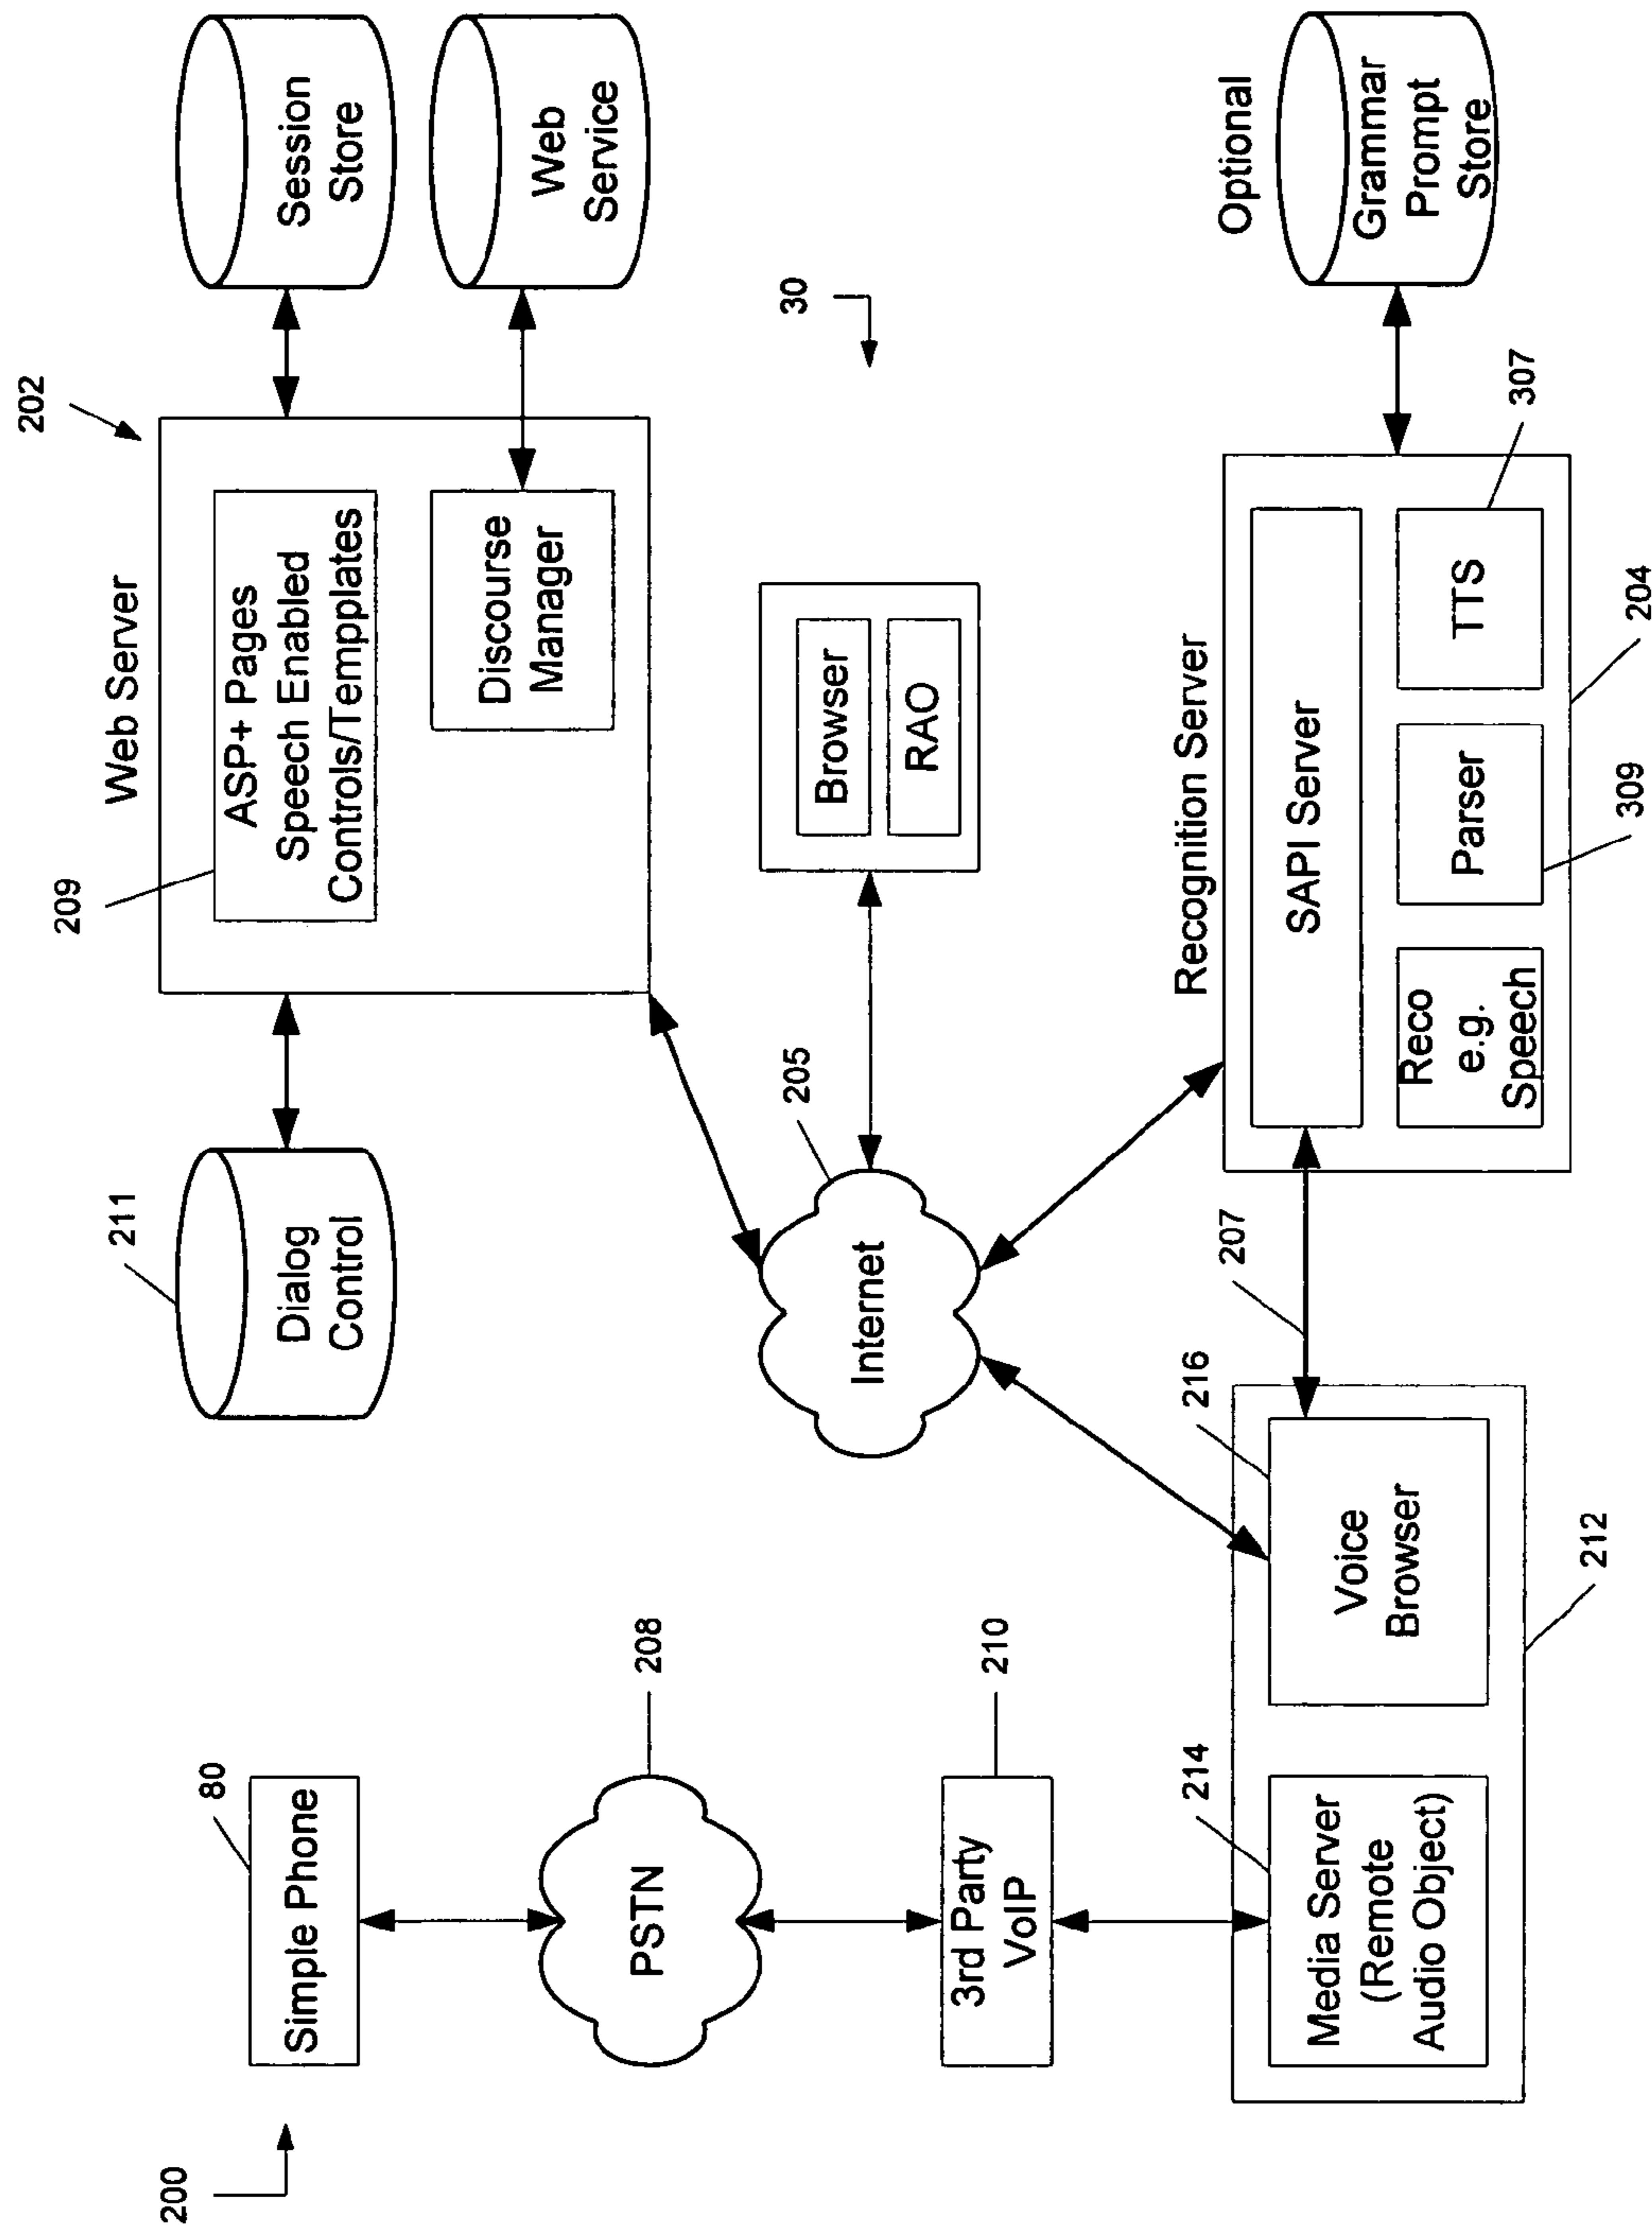 200
80
Simple Phone
208
PSTN
210
3rd Party
VoIP
214
Media Server
(Remote
Audio Object)
212
216
Voice
Browser
207
211
Dialog
Control
205
Internet
202
Web Server
209
ASP+ Pages
Speech Enabled
Controls/Tempplates
Discourse
Manager
Session
Store
Web
Service
30
Browser
RAO
Recognition Server
SAPI Server
Reco
e.g.
Speech
Parser
309
TTS
307
204
Optional
Grammar
Prompt
Store